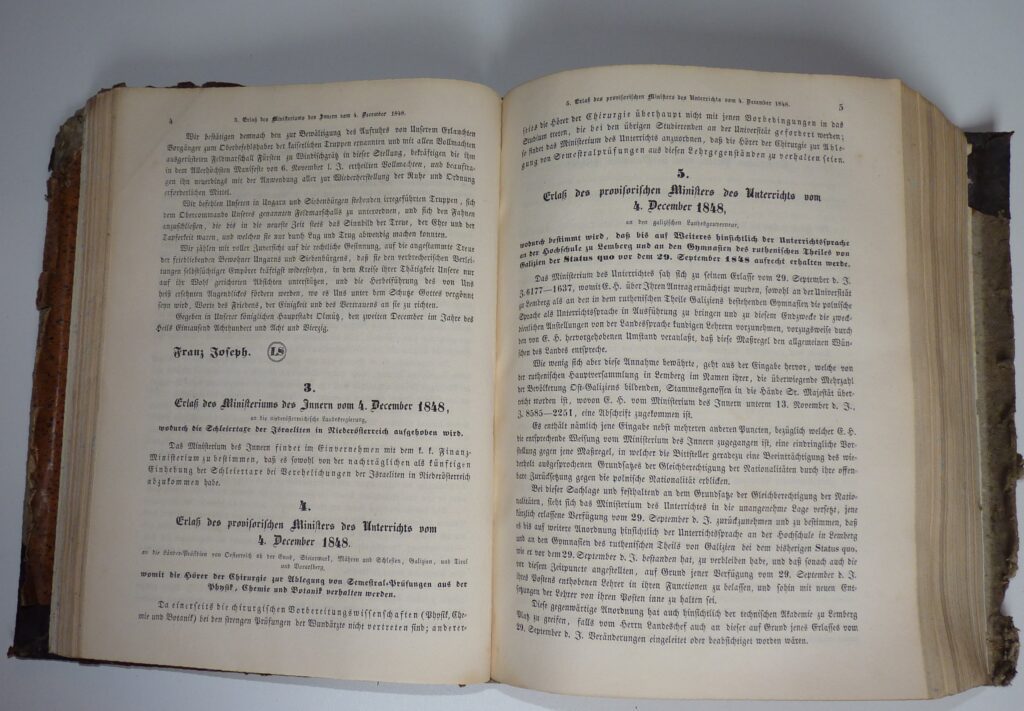 4
3. Erlaß des Ministeriums des Innern vom 4. December 1848.
Wir bestätigen demnach den zur Bewältigung des Aufruhrs von Unserem Erlauchten
Vorgänger zum Oberbefehlshaber der kaiserlichen Truppen ernannten und mit allen Vollmachten
ausgerüsteten Feldmarschall Fürsten zu Windischgrätz in dieser Stellung, bekräftigen die ihm
in dem Allerhöchsten Manifeste vom 6. November l. J. ertheilten Vollmachten, und beauftra-
gen ihn neuerdings mit der Anwendung aller zur Wiederherstellung der Ruhe und Ordnung
erforderlichen Mittel.
Wir befehlen Unseren in Ungarn und Siebenbürgen stehenden irregeführten Truppen, sich
dem Obercommando Unseres genannten Feldmarschalls zu unterordnen, und sich den Fahnen
anzuschließen, die bis in die neueste Zeit stets das Sinnbild der Treue, der Ehre und der
Tapferkeit waren, und welchen sie nur durch Lug und Trug abwendig machen konnten.
Wir zählen mit voller Zuversicht auf die rechtliche Gesinnung, auf die angestammte Treue
der friedliebenden Bewohner Ungarns und Siebenbürgens, daß sie den verbrecherischen Verlei-
tungen selbstsüchtiger Empörer kräftigst widerstehen, in dem Kreise ihrer Thätigkeit Unsere nur
auf ihr Wohl gerichteten Absichten unterstützen, und die Herbeiführung des von Uns
heiß ersehnten Augenblickes fördern werden, wo es Uns unter dem Schutze Gottes vergönnt
seyn wird, Worte des Friedens, der Einigkeit und des Vertrauens an sie zu richten.
Gegeben in Unserer königlichen Hauptstadt Olmütz, den zweiten December im Jahre des
Heils Eintausend Achthundert und Acht und Vierzig.
Franz Joseph. LS
3.
Erlaß des Ministeriums des Innern vom 4. December 1848,
an die niederösterreichische Landesregierung,
wodurch die Schleiertaxe der Israeliten in Niederösterreich aufgehoben wird.
Das Ministerium des Innern findet im Einvernehmen mit dem k. k. Finanz-
Ministerium zu bestimmen, daß es sowohl von der nachträglichen als künftigen
Einhebung der Schleiertaxe bei Verehelichungen der Israeliten in Niederösterreich
abzukommen habe.
4.
Erlaß des provisorischen Ministers des Unterrichts vom
4. December 1848.
an die Länder-Präsidien von Oesterreich ob der Enns, Steiermark, Mähren und Schlesien, Galizien, und Tirol
und Vorarlberg,
womit die Hörer der Chirurgie zur Ablegung von Semestral-Prüfungen aus der
Physik, Chemie und Botanik verhalten werden.
Da einerseits die chirurgischen Vorbereitungswissenschaften (Physik, Che-
mie und Botanik) bei den strengen Prüfungen der Wundärzte nicht vertreten sind; anderer-
5. Erlaß des provisorischen Ministers des Unterrichts vom 4. December 1848.
5
seits die Hörer der Chirurgie überhaupt nicht mit jenen Vorbedingungen in das
Studium treten, die bei den übrigen Studierenden an der Universität gefordert werden;
so findet das Ministerium des Unterrichts anzuordnen, daß die Hörer der Chirurgie zur Able-
gung von Semestralprüfungen aus diesen Lehrgegenständen zu verhalten seien.
5.
Erlaß des provisorischen Ministers des Unterrichts vom
4. December 1848,
an den galizischen Landesgouverneur,
wodurch bestimmt wird, daß bis auf Weiteres hinsichtlich der Unterrichtssprache
an der Hochschule zu Lemberg und an den Gymnasien des ruthenischen Theiles von
Galizien der Status quo vor dem 29. September 1848 aufrecht erhalten werde.
Das Ministerium des Unterrichtes sah sich zu seinem Erlasse vom 29. September d. J.
Z. 6177—1637, womit E. H. über Ihren Antrag ermächtigt wurden, sowohl an der Universität
zu Lemberg als an den in dem ruthenischen Theile Galiziens bestehenden Gymnasien die polnische
Sprache als Unterrichtssprache in Ausführung zu bringen und zu diesem Endzwecke die zweck-
dienlichen Anstellungen von der Landessprache kundigen Lehrern vorzunehmen, vorzugsweise durch
den von E. H. hervorgehobenen Umstand veranlaßt, daß diese Maßregel den allgemeinen Wün-
schen des Landes entspreche.
Wie wenig sich aber diese Annahme bewährte, geht aus der Eingabe hervor, welche von
der ruthenischen Hauptversammlung in Lemberg im Namen ihrer, die überwiegende Mehrzahl
der Bevölkerung Ost-Galiziens bildenden, Stammesgenossen in die Hände Sr. Majestät über-
reicht worden ist, wovon E. H. vom Ministerium des Innern unterm 13. November d. J.,
Z. 8585—2251, eine Abschrift zugekommen ist.
Es enthält nämlich jene Eingabe nebst mehreren anderen Puncten, bezüglich welcher E. H.
die entsprechende Weisung vom Ministerium des Innern zugegangen ist, eine eindringliche Vor-
stellung gegen jene Maßregel, in welcher die Bittsteller geradezu eine Beeinträchtigung des wie-
derholt ausgesprochenen Grundsatzes der Gleichberechtigung der Nationalitäten durch ihre offen-
bare Zurücksetzung gegen die polnische Nationalität erblicken.
Bei dieser Sachlage und festhaltend an dem Grundsatze der Gleichberechtigung der Natio-
nalitäten, sieht sich das Ministerium des Unterrichtes in die unangenehme Lage versetzt, jene
kürzlich erlassene Verfügung vom 29. September d. J. zurückzunehmen und zu bestimmen, daß
es bis auf weitere Anordnung hinsichtlich der Unterrichtssprache an der Hochschule in Lemberg
und an den Gymnasien des ruthenischen Theils von Galizien bei dem bisherigen Status quo,
wie er vor dem 29. September d. J. bestanden hat, zu verbleiben habe, und daß sonach auch die
vor diesem Zeitpuncte angestellten, auf Grund jener Verfügung vom 29. September d. J.
ihres Postens enthobenen Lehrer in ihren Functionen zu belassen, und sohin mit neuen Ent-
setzungen der Lehrer von ihren Posten inne zu halten sei.
Diese gegenwärtige Anordnung hat auch hinsichtlich der technischen Akademie zu Lemberg
Platz zu greifen, falls vom Herrn Landeschef auch an dieser auf Grund jenes Erlasses vom
29. September d. J. Veränderungen eingeleitet oder beabsichtiget worden wären.